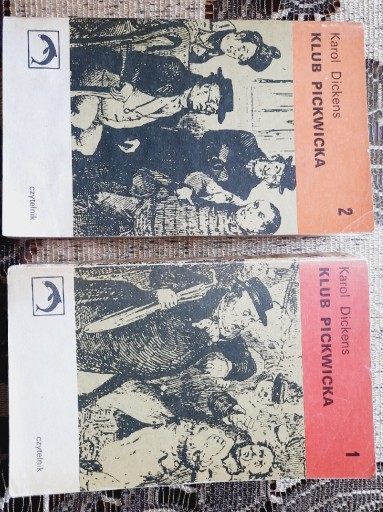 Karol Dickens
KLUB PICKWICKA
2
czytelnik
Karol Dickens
KLUB PICKWICKA
1
czytelnik